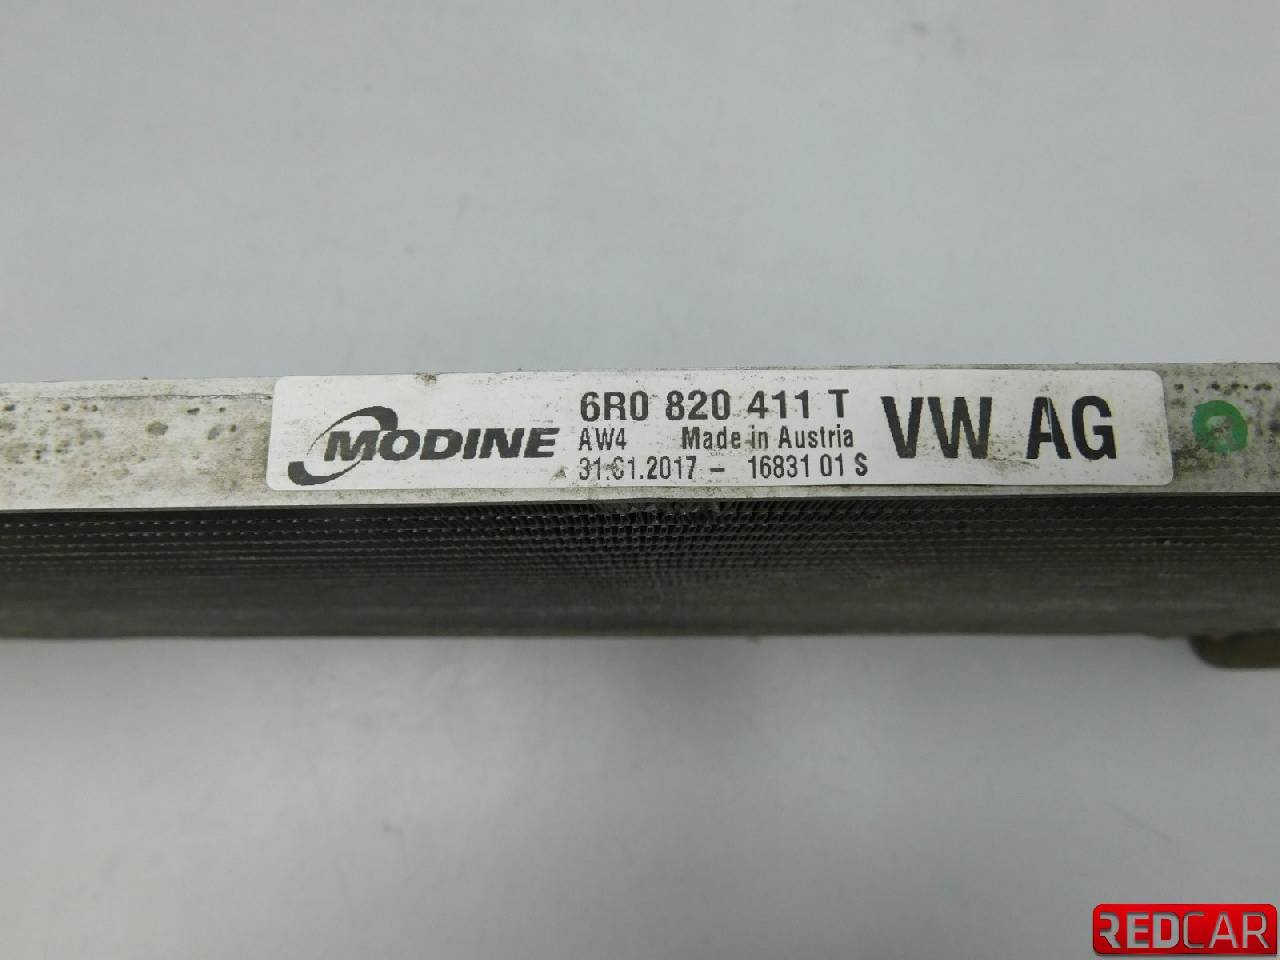 MODINE
6R0 820 411 T
AW4 Made in Austria
31.01.2017 - 16831 01 S
VW AG
REDCAR